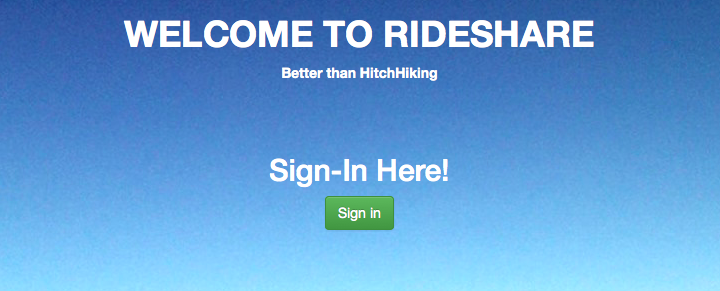 WELCOME TO RIDESHARE
Better than HitchHiking
Sign-In Here!
Sign in